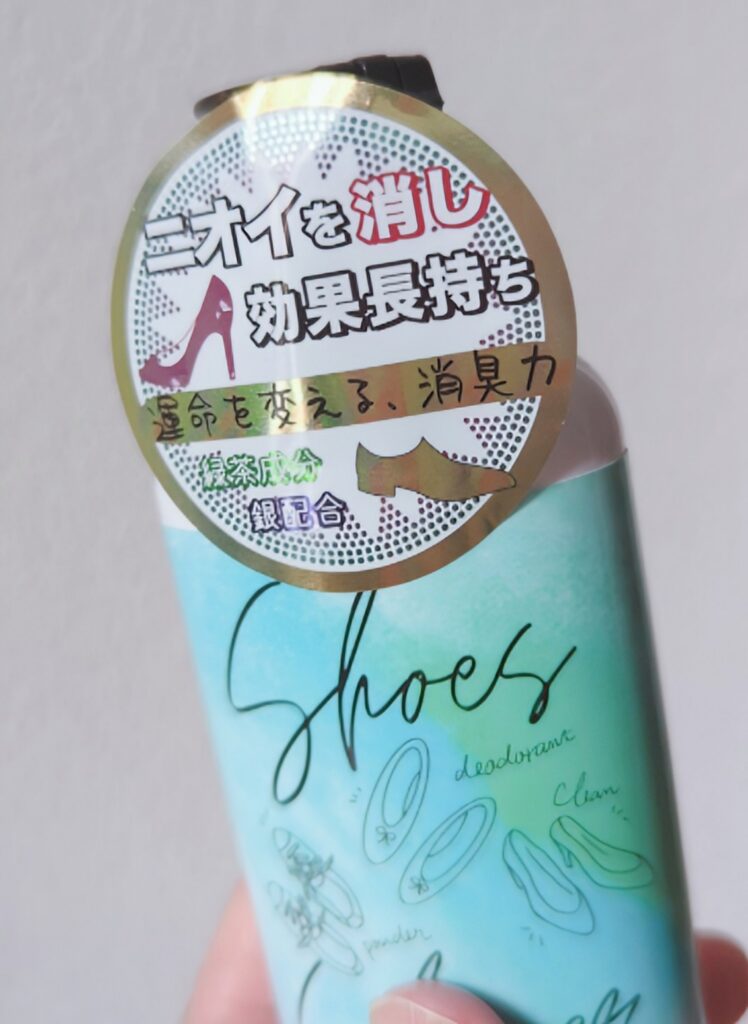 ニオイを消し
効果長持ち
運命を変える、消臭力
緑茶成分
銀配合
Shoes
deodorant
clean
powder